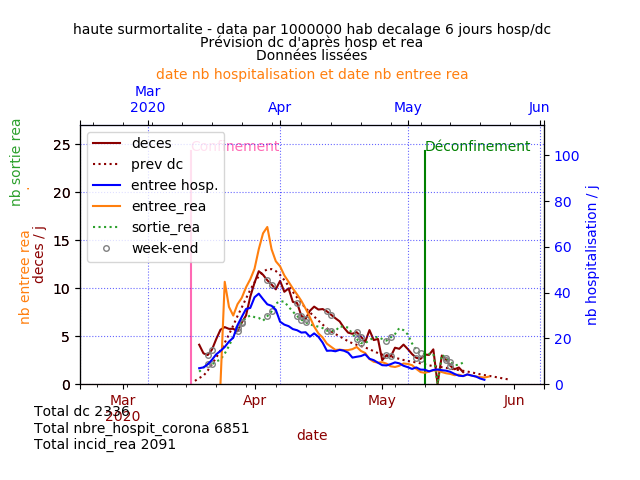 haute surmortalite - data par 1000000 hab decalage 6 jours hosp/dc
Prévision dc d'après hosp et rea
Données lissées
date nb hospitalisation et date nb entree rea
Mar
2020
Apr
May
Jun
nb sortie rea
.
nb entree rea
deces / j
25
20
15
10
5
0
deces
prev dc
entree hosp.
entree_rea
sortie_rea
week-end
Confinement
Déconfinement
100
80
60
40
20
0
nb hospitalisation / j
Mar
2020
Apr
May
Jun
date
Total dc 2336
Total nbre_hospit_corona 6851
Total incid_rea 2091